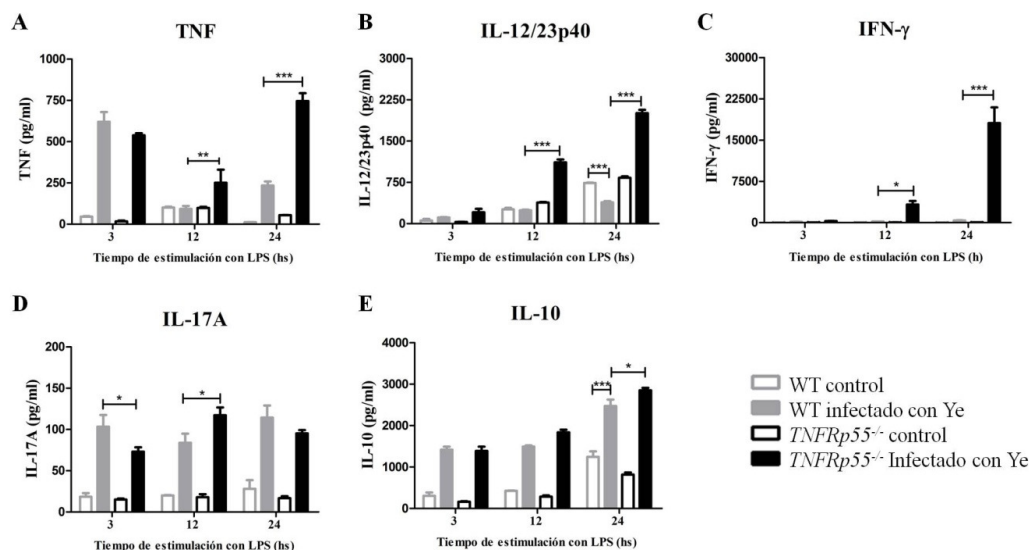 A
TNF
TNF (pg/ml)
1000
750
500
250
0
**
***
3
12
24
Tiempo de estimulación con LPS (hs)
B
IL-12/23p40
IL-12/23p40 (pg/ml)
3000
2250
1500
750
0
***
***
***
3
12
24
Tiempo de estimulación con LPS (hs)
C
IFN-γ
IFN-γ (pg/ml)
22500
15000
7500
0
*
***
3
12
24
Tiempo de estimulación con LPS (h)
D
IL-17A
IL-17A (pg/ml)
200
150
100
50
0
*
*
3
12
24
Tiempo de estimulación con LPS (hs)
E
IL-10
IL-10 (pg/ml)
4000
3000
2000
1000
0
***
*
3
12
24
Tiempo de estimulación con LPS (hs)
WT control
WT infectado con Ye
TNFRp55-/- control
TNFRp55-/- Infectado con Ye